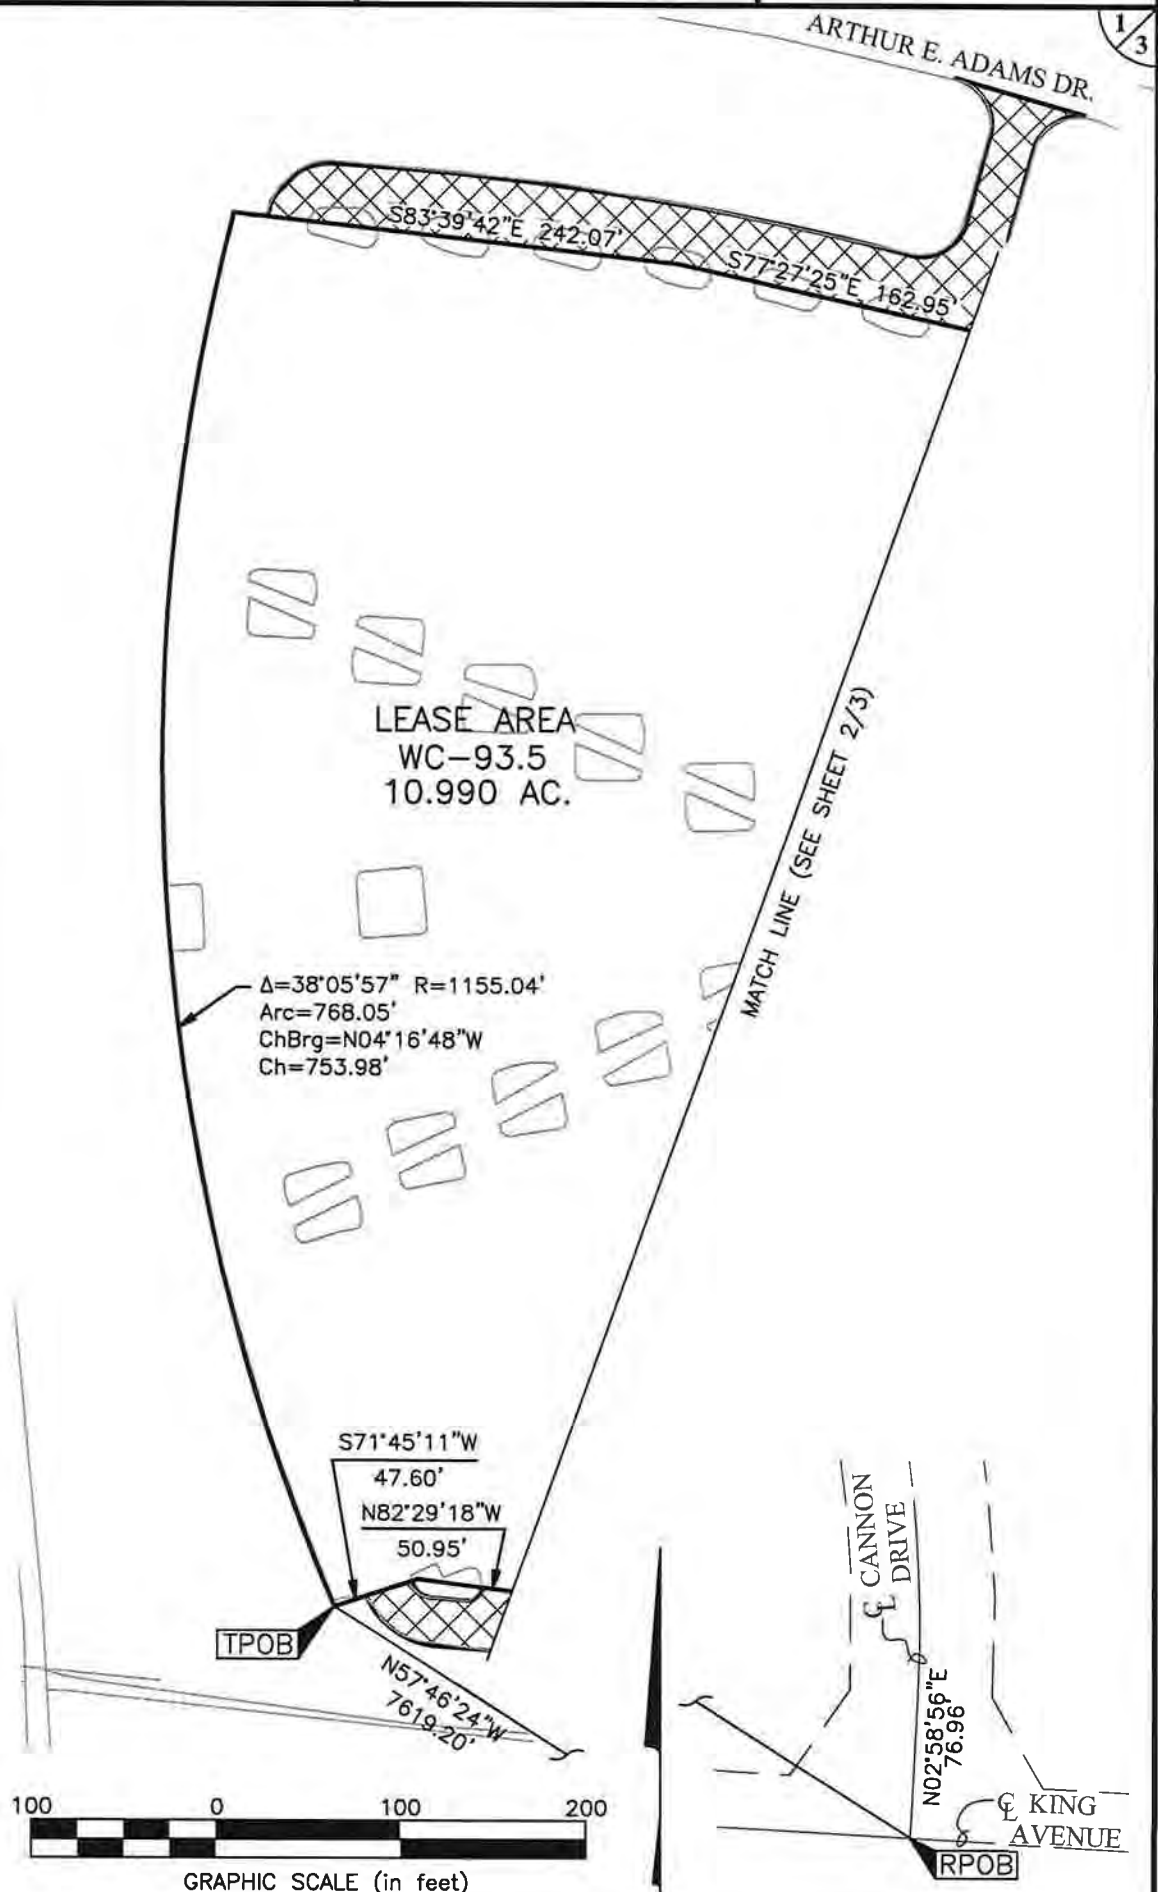 1/3
ARTHUR E. ADAMS DR.
S83°39'42"E 242.07'
S77°27'25"E 162.95'
LEASE AREA
WC-93.5
10.990 AC.
MATCH LINE (SEE SHEET 2/3)
Δ=38°05'57" R=1155.04'
Arc=768.05'
ChBrg=N04°16'48"W
Ch=753.98'
S71°45'11"W
47.60'
N82°29'18"W
50.95'
TPOB
N57°46'24"W
7619.20'
℄ CANNON
DRIVE
N02°58'56"E
76.96'
℄ KING
AVENUE
RPOB
100 0 100 200
GRAPHIC SCALE (in feet)